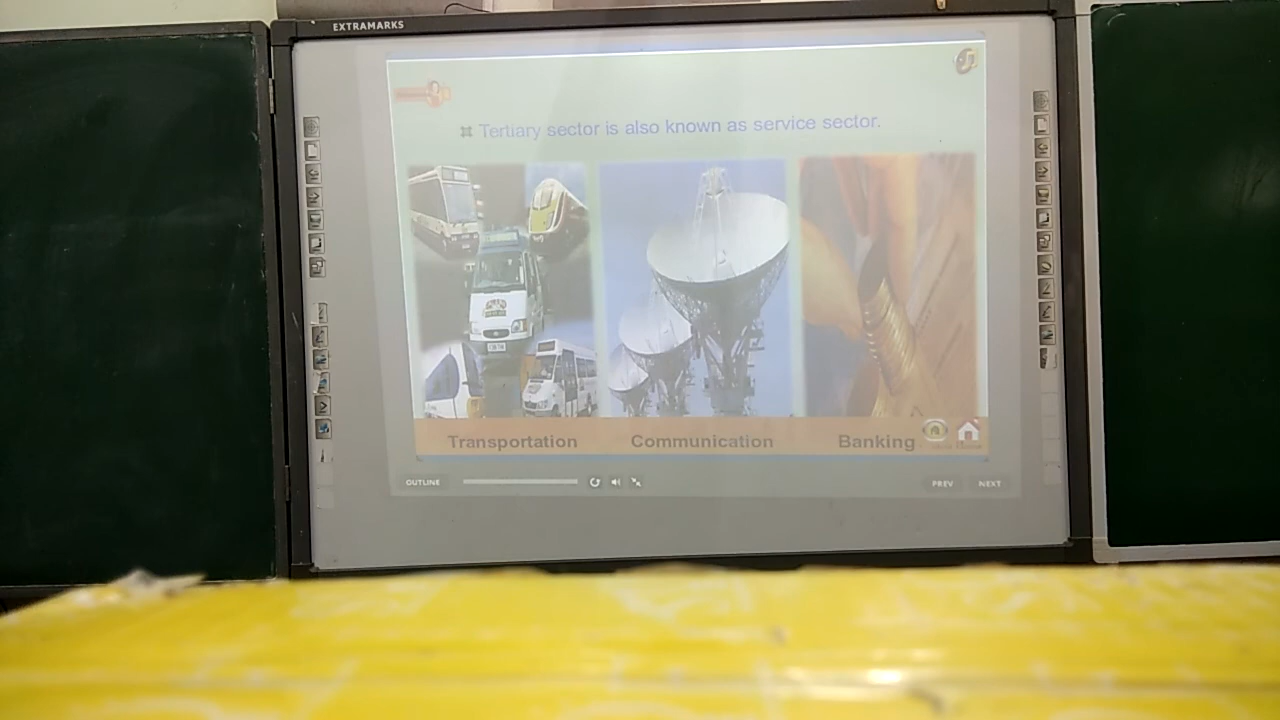 EXTRAMARKS
Tertiary sector is also known as service sector.
Transportation Communication Banking
OUTLINE PREV NEXT